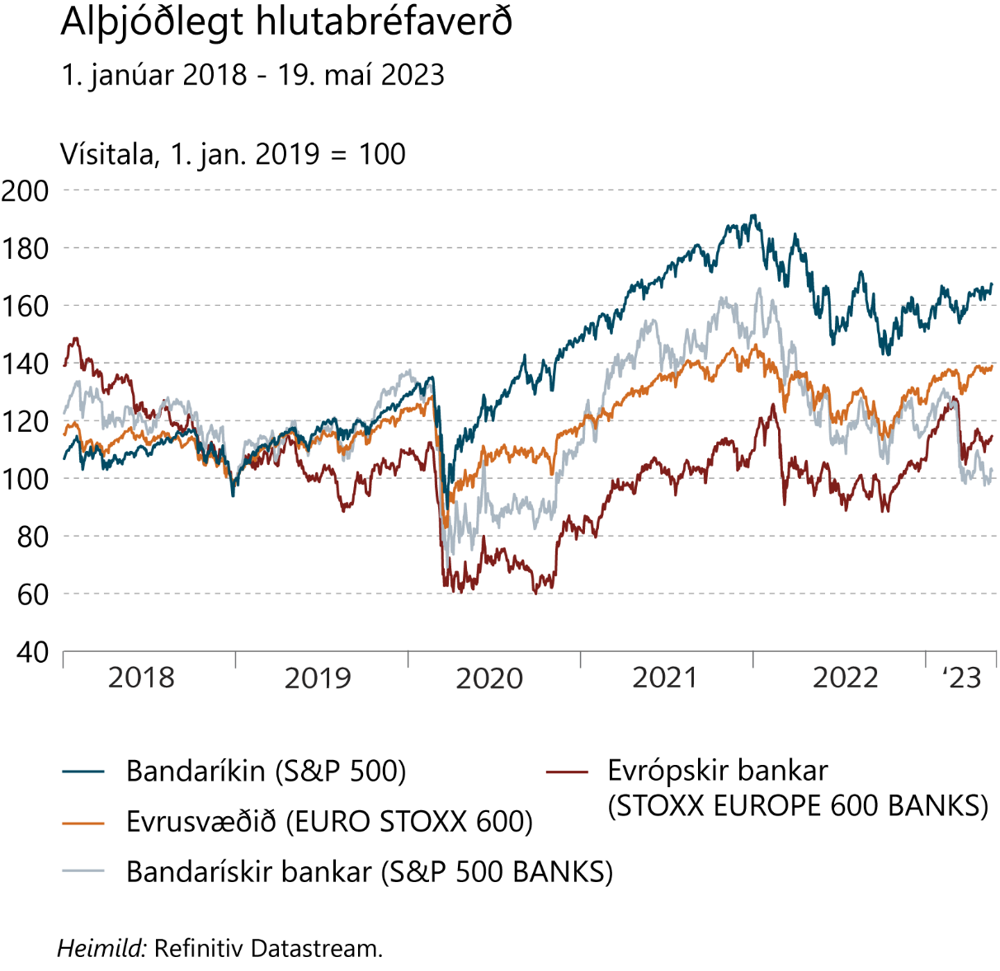 Alþjóðlegt hlutabréfaverð
1. janúar 2018 - 19. maí 2023
Vísitala, 1. jan. 2019 = 100
200
180
160
140
120
100
80
60
40
2018 2019 2020 2021 2022 ‘23
Bandaríkin (S&P 500)
Evrusvæðið (EURO STOXX 600)
Bandarískir bankar (S&P 500 BANKS)
Evrópskir bankar
(STOXX EUROPE 600 BANKS)
Heimild: Refinitiv Datastream.